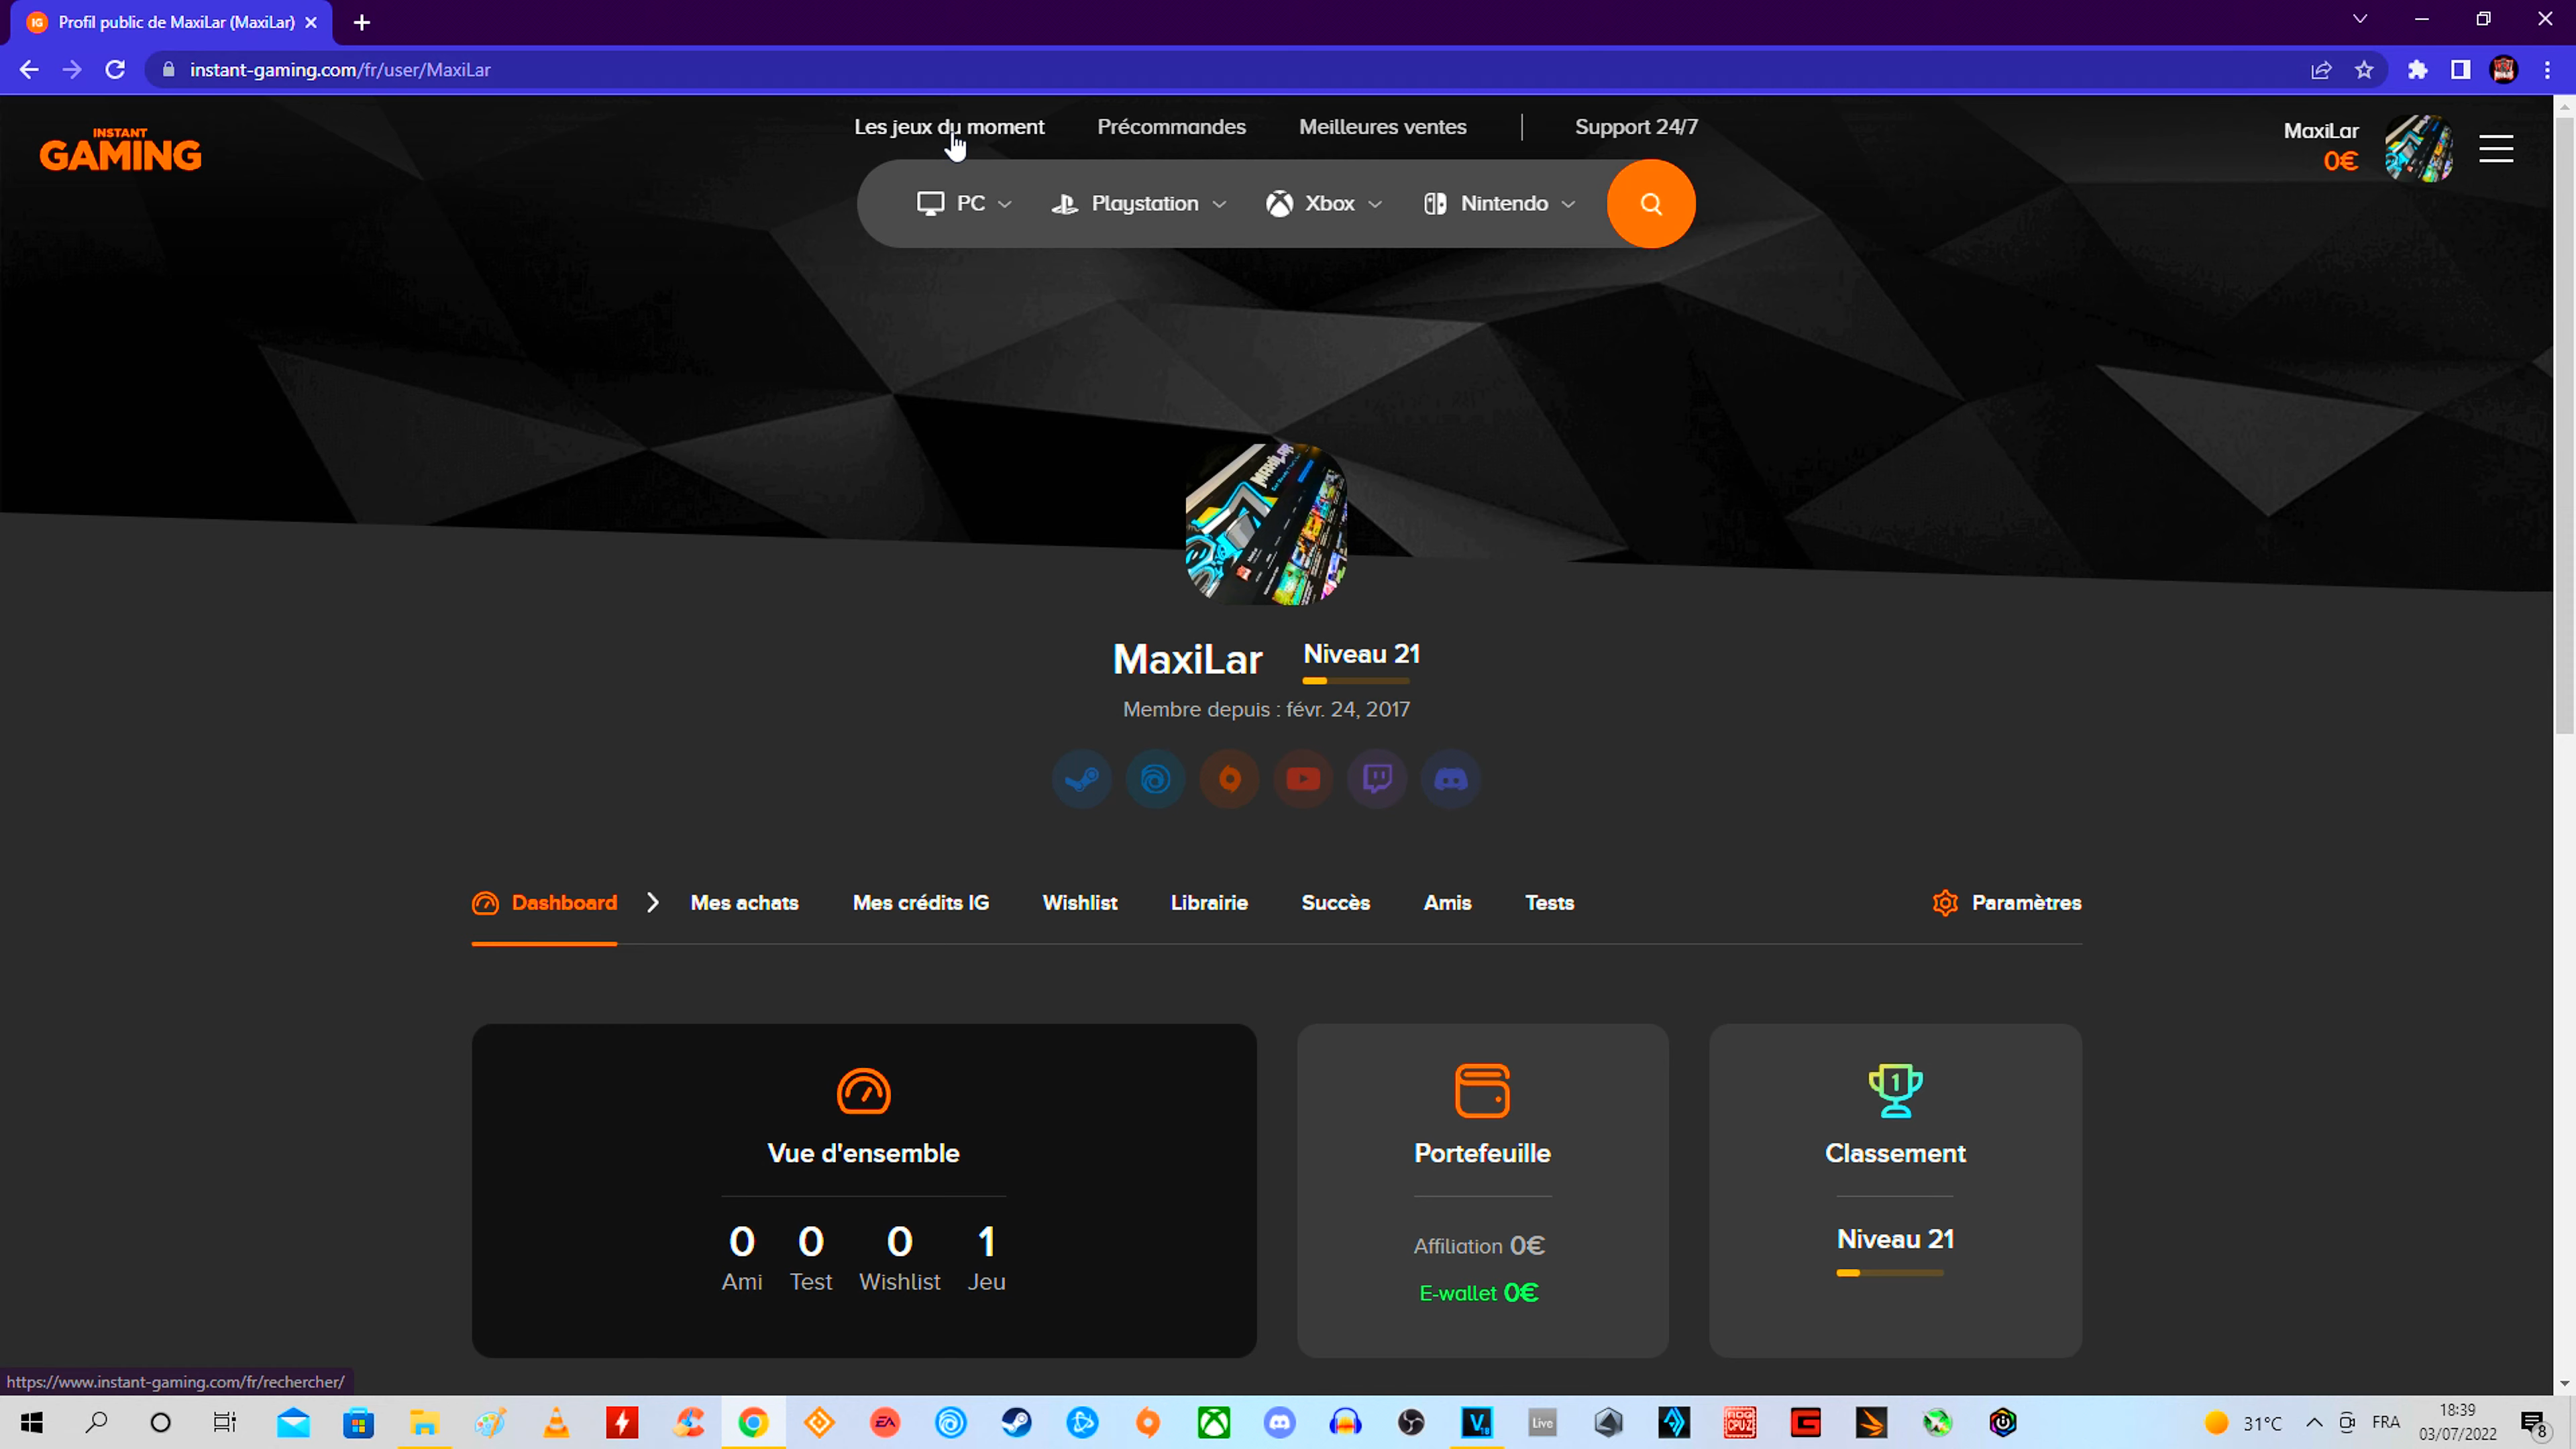 Profil public de MaxiLar (MaxiLar)
instant-gaming.com/fr/user/MaxiLar
INSTANT
GAMING
Les jeux du moment Précommandes Meilleures ventes Support 24/7
MaxiLar
0€
PC Playstation Xbox Nintendo
MaxiLar Niveau 21
Membre depuis : févr. 24, 2017
Dashboard Mes achats Mes crédits IG Wishlist Librairie Succès Amis Tests Paramètres
Vue d'ensemble
0 0 0 1
Ami Test Wishlist Jeu
Portefeuille
Affiliation 0€
E-wallet 0€
1
Classement
Niveau 21
https://www.instant-gaming.com/fr/rechercher/
31°C FRA 18:39
03/07/2022
8